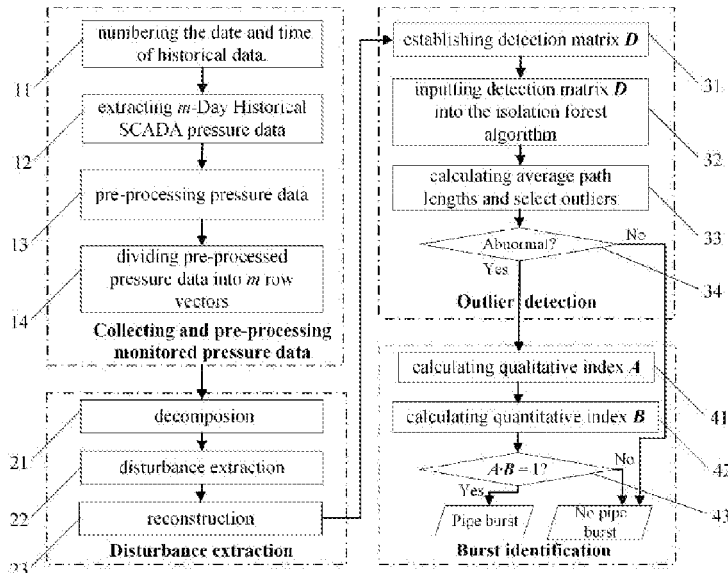 numbering the date and time
of historical data.
11
extracting m-Day Historical
SCADA pressure data
12
pre-processing pressure data
13
dividing pre-processed
pressure data into m row
vectors
14
Collecting and pre-processing
monitored pressure data
decomposion
21
disturbance extraction
22
reconstruction
23
Disturbance extraction
establishing detection matrix D
31
inputting detection matrix D
into the isolation forest
algorithm
32
calculating average path
lengths and select outliers
33
Abnormal?
No
Yes
34
Outlier detection
calculating qualitative index A
41
calculating quantitative index B
42
A·B = 1?
No
Yes
43
Pipe burst
No pipe
burst
Burst identification